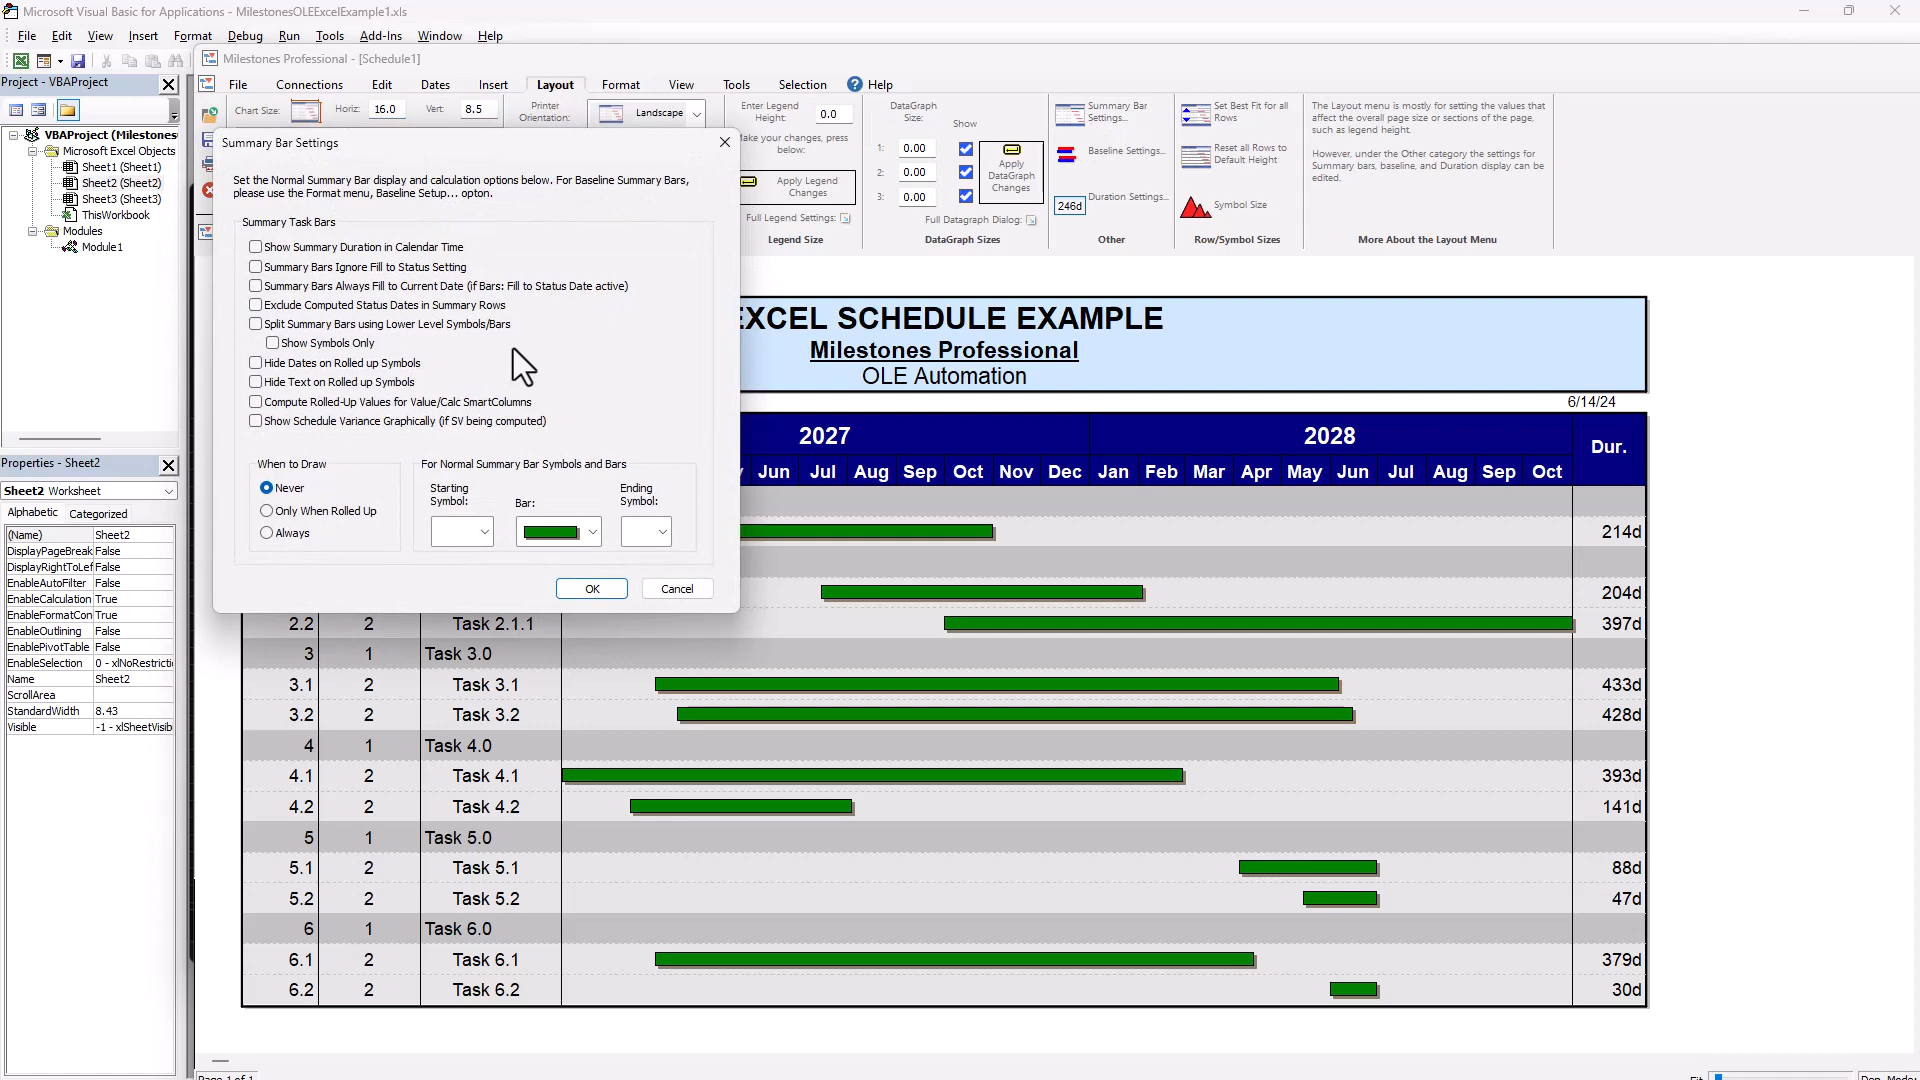 Microsoft Visual Basic for Applications - MilestonesOLEExcelExample1.xls
File Edit View Insert Format Debug Run Tools Add-Ins Window Help
Project - VBAProject
VBAProject (Milestones
Microsoft Excel Objects
Sheet1 (Sheet1)
Sheet2 (Sheet2)
Sheet3 (Sheet3)
ThisWorkbook
Modules
Module1
Properties - Sheet2
Sheet2 Worksheet
Alphabetic Categorized
(Name) Sheet2
DisplayPageBreak False
DisplayRightToLef False
EnableAutoFilter False
EnableCalculation True
EnableFormatCon True
EnableOutlining False
EnablePivotTable False
EnableSelection 0 - xlNoRestricti
Name Sheet2
ScrollArea
StandardWidth 8.43
Visible -1 - xlSheetVisib
Milestones Professional - [Schedule1]
File Connections Edit Dates Insert Layout Format View Tools Selection Help
Chart Size: Horiz: 16.0 Vert: 8.5
Printer
Orientation:
Landscape
Enter Legend
Height: 0.0
Make your changes, press
below:
Apply Legend
Changes
Full Legend Settings:
Legend Size
DataGraph
Size:
Show
1: 0.00
2: 0.00
3: 0.00
Apply
DataGraph
Changes
Full Datagraph Dialog:
DataGraph Sizes
Summary Bar
Settings...
Baseline Settings...
246d Duration Settings...
Other
Set Best Fit for all
Rows
Reset all Rows to
Default Height
Symbol Size
Row/Symbol Sizes
The Layout menu is mostly for setting the values that
affect the overall page size or sections of the page,
such as legend height.
However, under the Other category the settings for
Summary bars, baseline, and Duration display can be
edited.
More About the Layout Menu
Summary Bar Settings
Set the Normal Summary Bar display and calculation options below. For Baseline Summary Bars,
please use the Format menu, Baseline Setup... opton.
Summary Task Bars
Show Summary Duration in Calendar Time
Summary Bars Ignore Fill to Status Setting
Summary Bars Always Fill to Current Date (if Bars: Fill to Status Date active)
Exclude Computed Status Dates in Summary Rows
Split Summary Bars using Lower Level Symbols/Bars
Show Symbols Only
Hide Dates on Rolled up Symbols
Hide Text on Rolled up Symbols
Compute Rolled-Up Values for Value/Calc SmartColumns
Show Schedule Variance Graphically (if SV being computed)
When to Draw
Never
Only When Rolled Up
Always
For Normal Summary Bar Symbols and Bars
Starting
Symbol:
Bar:
Ending
Symbol:
OK Cancel
EXCEL SCHEDULE EXAMPLE
Milestones Professional
OLE Automation
6/14/24
2027 2028 Dur.
Jun Jul Aug Sep Oct Nov Dec Jan Feb Mar Apr May Jun Jul Aug Sep Oct
214d
204d
2.2 2 Task 2.1.1 397d
3 1 Task 3.0
3.1 2 Task 3.1 433d
3.2 2 Task 3.2 428d
4 1 Task 4.0
4.1 2 Task 4.1 393d
4.2 2 Task 4.2 141d
5 1 Task 5.0
5.1 2 Task 5.1 88d
5.2 2 Task 5.2 47d
6 1 Task 6.0
6.1 2 Task 6.1 379d
6.2 2 Task 6.2 30d
Page 1 of 1